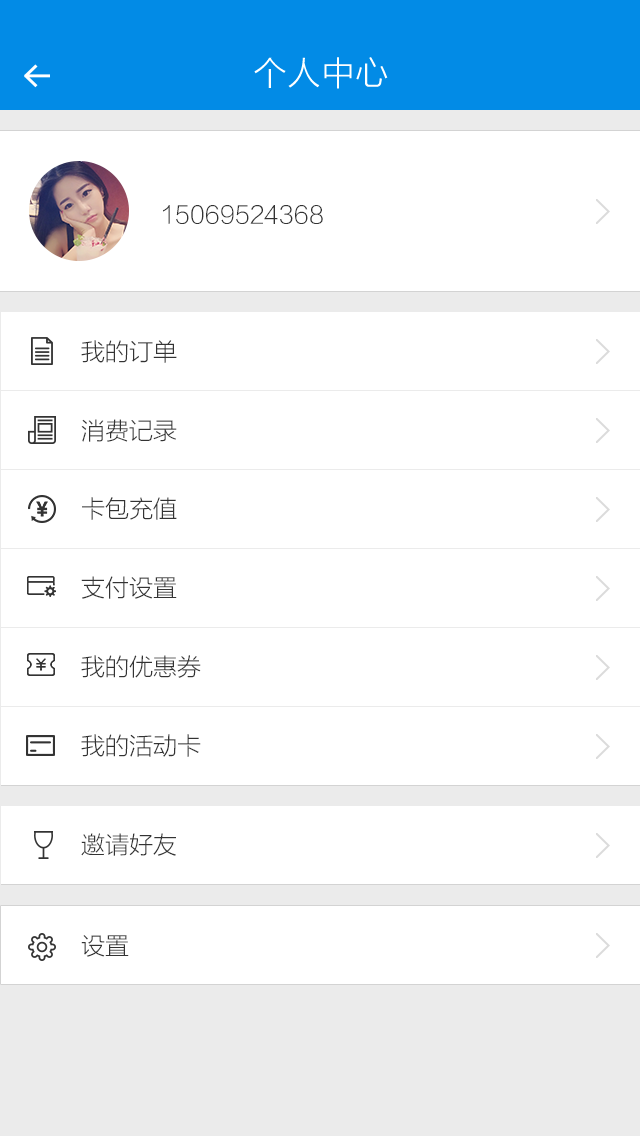 个人中心
15069524368
我的订单
消费记录
卡包充值
支付设置
我的优惠券
我的活动卡
邀请好友
设置